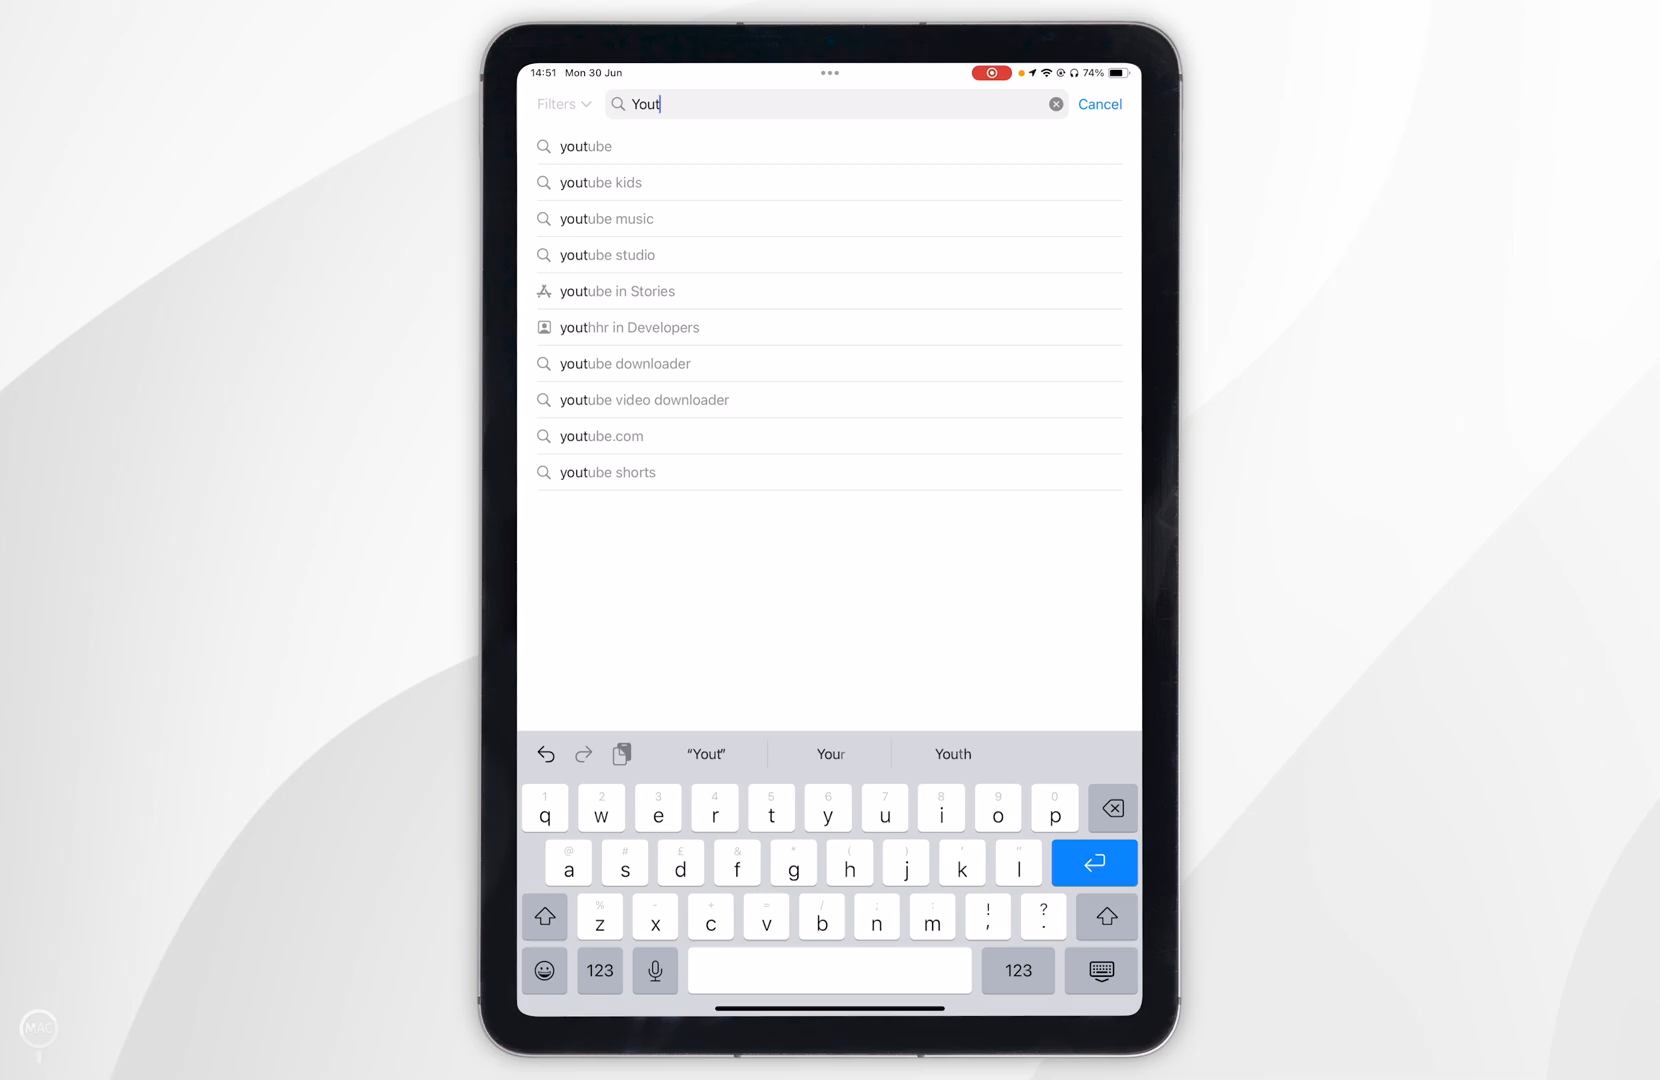 14:51 Mon 30 Jun 74%
Filters Yout Cancel
youtube
youtube kids
youtube music
youtube studio
youtube in Stories
youthhr in Developers
youtube downloader
youtube video downloader
youtube.com
youtube shorts
“Yout” Your Youth
1 2 3 4 5 6 7 8 9 0
q w e r t y u i o p
@ # £ & * ( ) ' "
a s d f g h j k l
% - + = / ; : ! ?
z x c v b n m , .
123 123
MAC